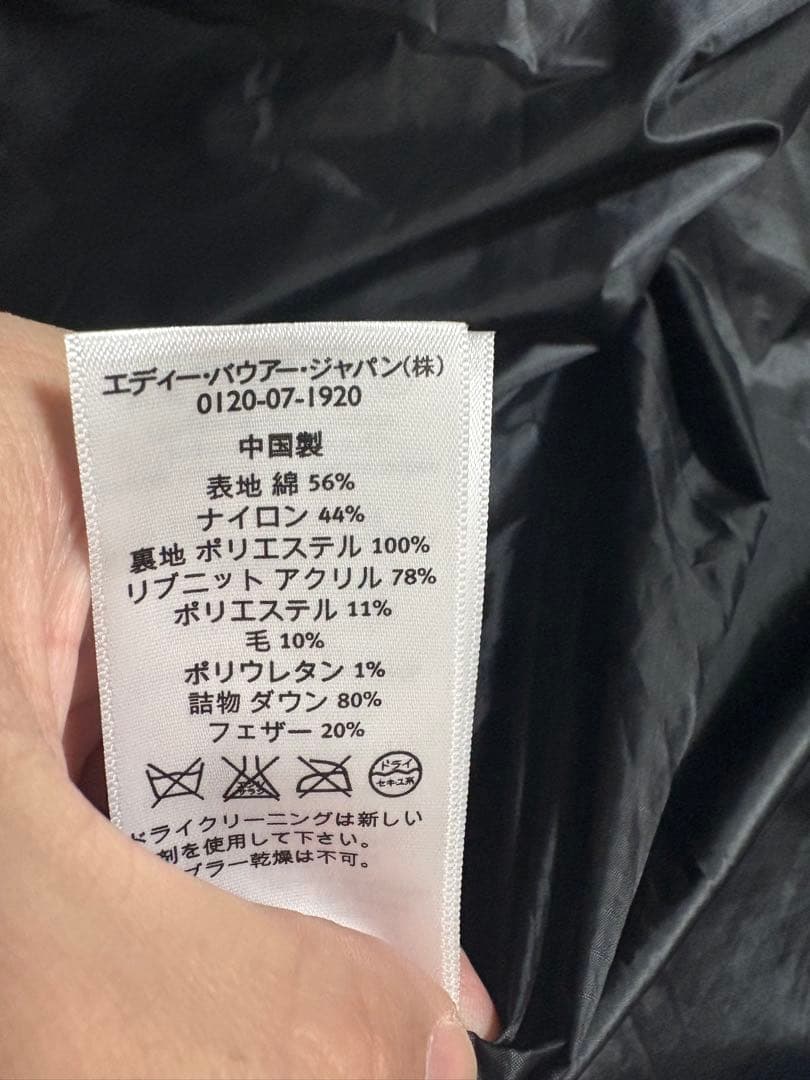 エディー・バウアー・ジャパン(株)
0120-07-1920
中国製
表地 綿 56%
ナイロン 44%
裏地 ポリエステル 100%
リブニット アクリル 78%
ポリエステル 11%
毛 10%
ポリウレタン 1%
詰物 ダウン 80%
フェザー 20%
ドライ
セキユ系
ドライクリーニングは新しい
剤を使用して下さい。
ブラー乾燥は不可。